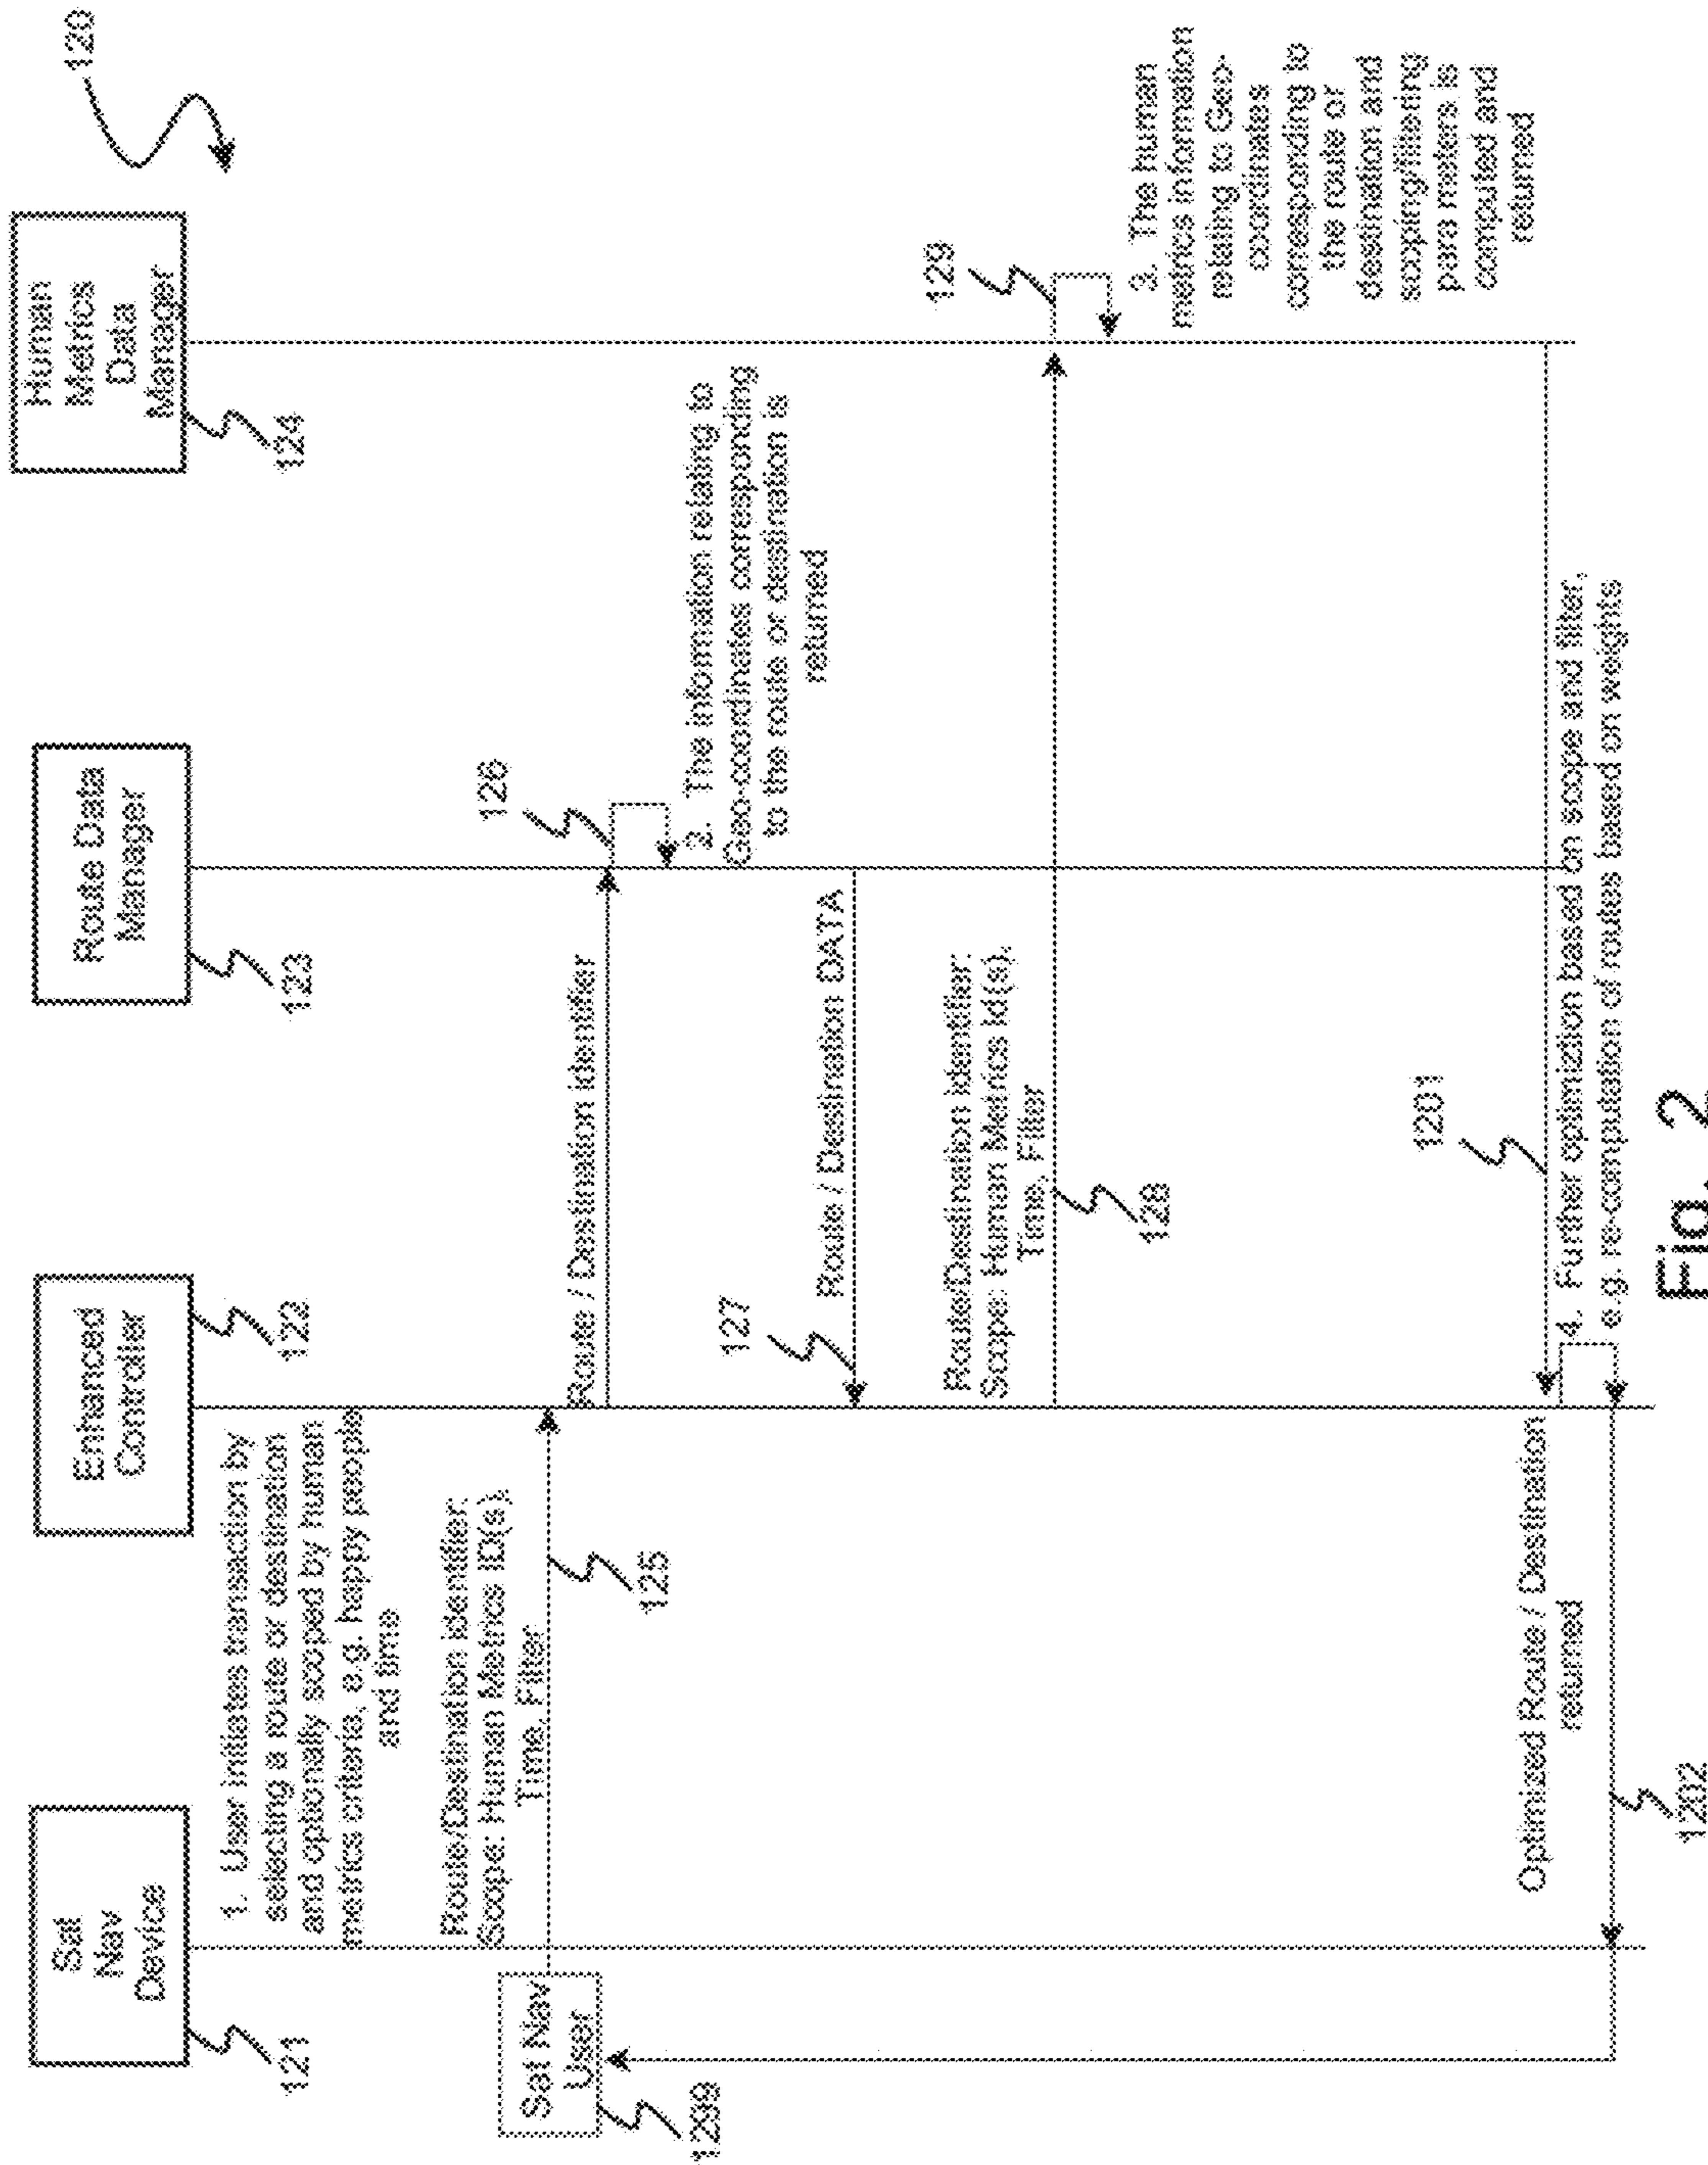 120
Sat
Nav
Device
121
Enhanced
Controller
122
Route Data
Manager
123
Human
Metrics
Data
Manager
124
1. User initiates transaction by
selecting a route or destination
and optionally scoped by human
metrics criteria, e.g. happy people
and time
Route/Destination identifier;
Scope: Human Metrics ID(s),
Time, Filter
125
Sat Nav
User
1299
Route / Destination identifier
126
2. The information relating to
Geo-coordinates corresponding
to the route or destination is
returned
127
Route / Destination DATA
Route/Destination identifier;
Scope: Human Metrics Id(s),
Time, Filter
128
129
3. The human
metrics information
relating to Geo-
coordinates
corresponding to
the route or
destination and
scoping/filtering
para meters is
computed and
returned
1201
4. Further optimiztion based on scope and filter,
e.g. re-computation of routes based on weights
Optimized Route / Destination
returned
1202
Fig. 2